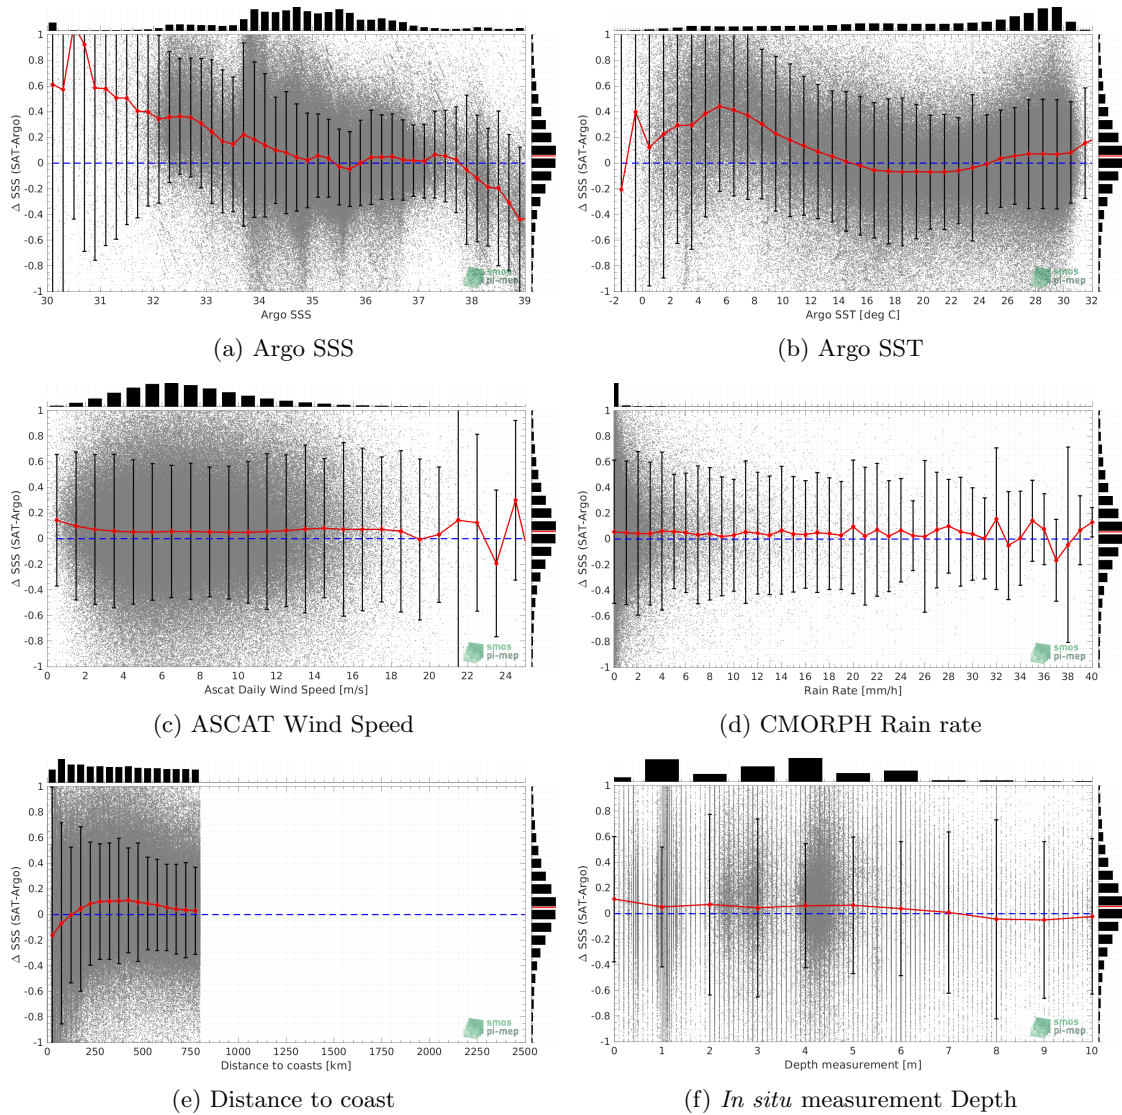 1
0.8
0.6
0.4
0.2
0
-0.2
-0.4
-0.6
-0.8
-1
Δ SSS (SAT-Argo)
30 31 32 33 34 35 36 37 38 39
Argo SSS
smos
pi-mep
(a) Argo SSS
1
0.8
0.6
0.4
0.2
0
-0.2
-0.4
-0.6
-0.8
-1
Δ SSS (SAT-Argo)
-2 0 2 4 6 8 10 12 14 16 18 20 22 24 26 28 30 32
Argo SST [deg C]
smos
pi-mep
(b) Argo SST
1
0.8
0.6
0.4
0.2
0
-0.2
-0.4
-0.6
-0.8
-1
Δ SSS (SAT-Argo)
0 2 4 6 8 10 12 14 16 18 20 22 24
Ascat Daily Wind Speed [m/s]
smos
pi-mep
(c) ASCAT Wind Speed
1
0.8
0.6
0.4
0.2
0
-0.2
-0.4
-0.6
-0.8
-1
Δ SSS (SAT-Argo)
0 2 4 6 8 10 12 14 16 18 20 22 24 26 28 30 32 34 36 38 40
Rain Rate [mm/h]
smos
pi-mep
(d) CMORPH Rain rate
1
0.8
0.6
0.4
0.2
0
-0.2
-0.4
-0.6
-0.8
-1
Δ SSS (SAT-Argo)
0 250 500 750 1000 1250 1500 1750 2000 2250 2500
Distance to coasts [km]
smos
pi-mep
(e) Distance to coast
1
0.8
0.6
0.4
0.2
0
-0.2
-0.4
-0.6
-0.8
-1
Δ SSS (SAT-Argo)
0 1 2 3 4 5 6 7 8 9 10
Depth measurement [m]
smos
pi-mep
(f) In situ measurement Depth